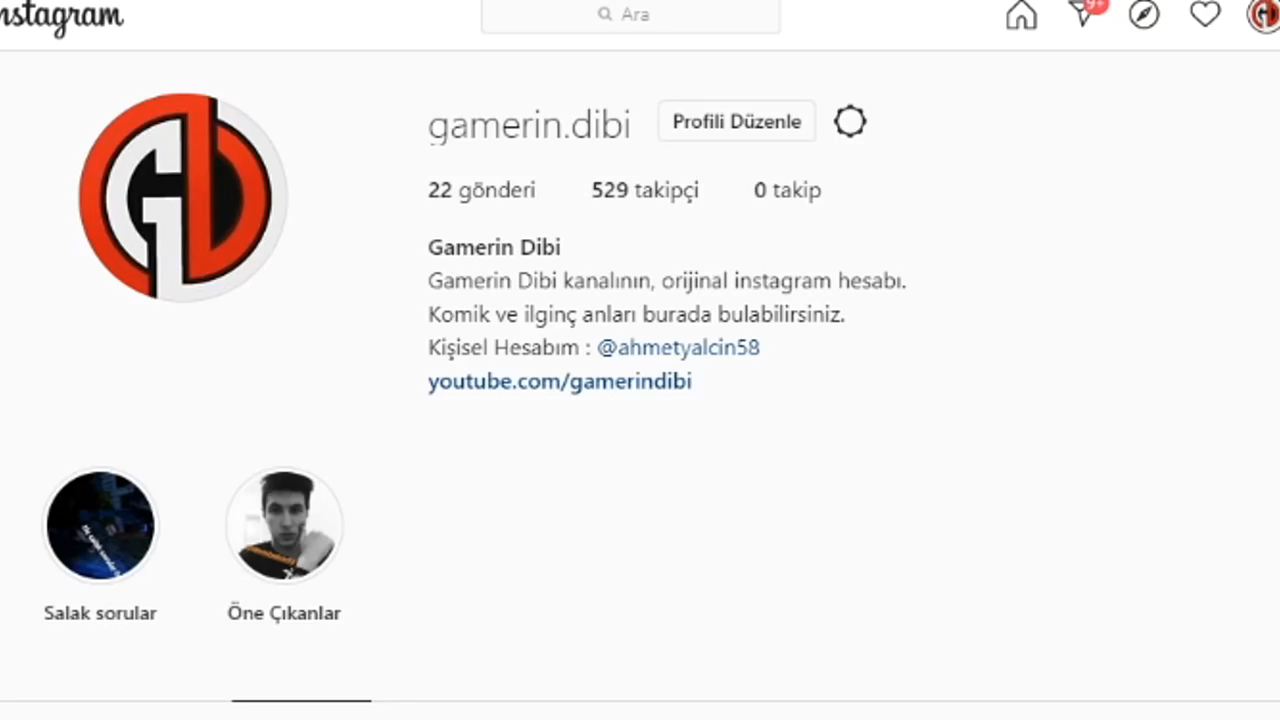 nstagram
Ara
9+
gamerin.dibi
Profili Düzenle
22 gönderi 529 takipçi 0 takip
Gamerin Dibi
Gamerin Dibi kanalının, orijinal instagram hesabı.
Komik ve ilginç anları burada bulabilirsiniz.
Kişisel Hesabım : @ahmetyalcin58
youtube.com/gamerindibi
Salak sorular
Öne Çıkanlar